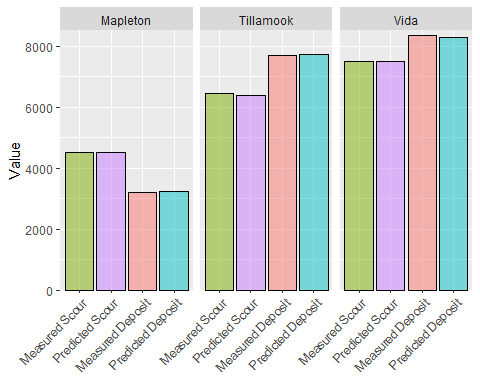 Mapleton Tillamook Vida
Value
8000
6000
4000
2000
0
Measured Scour Predicted Scour Measured Deposit Predicted Deposit Measured Scour Predicted Scour Measured Deposit Predicted Deposit Measured Scour Predicted Scour Measured Deposit Predicted Deposit